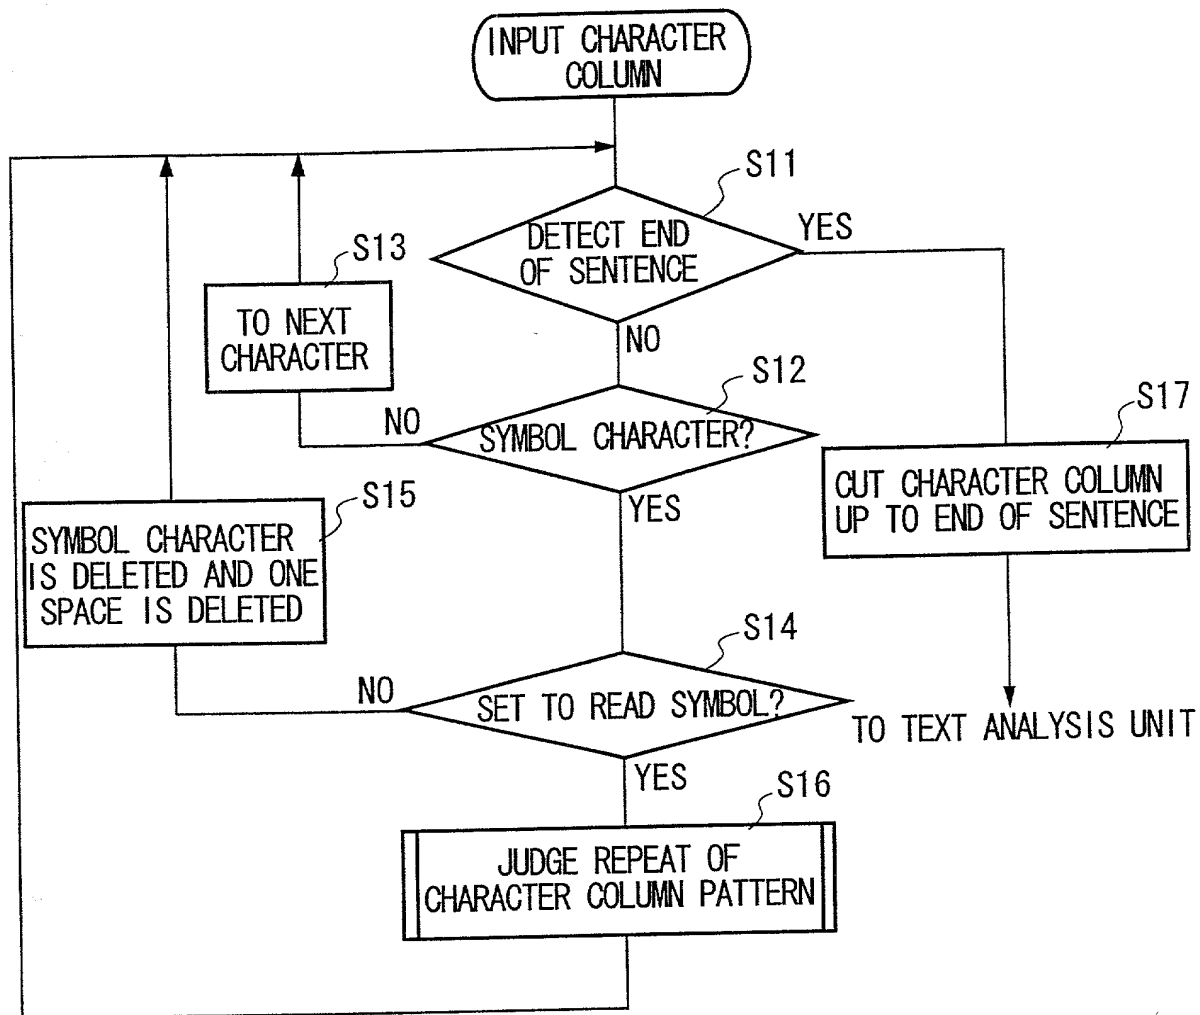 INPUT CHARACTER
COLUMN
S11
DETECT END
OF SENTENCE
YES
NO
S13
TO NEXT
CHARACTER
S12
SYMBOL CHARACTER?
NO
YES
S17
CUT CHARACTER COLUMN
UP TO END OF SENTENCE
S15
SYMBOL CHARACTER
IS DELETED AND ONE
SPACE IS DELETED
S14
SET TO READ SYMBOL?
NO
YES
TO TEXT ANALYSIS UNIT
S16
JUDGE REPEAT OF
CHARACTER COLUMN PATTERN